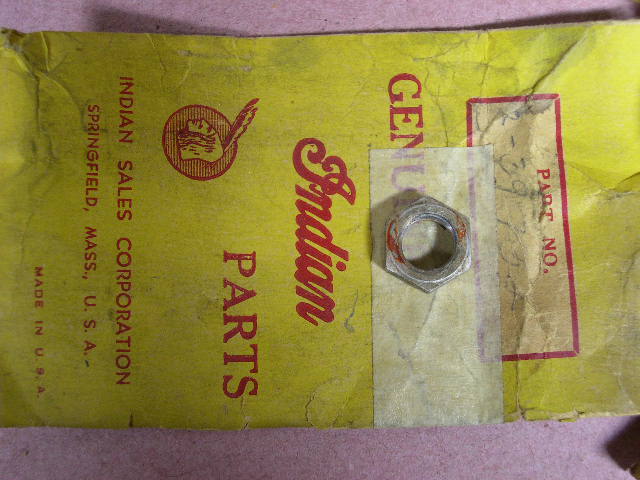 PART NO.
GENU
Indian
PARTS
INDIAN SALES CORPORATION
SPRINGFIELD, MASS., U. S. A.
MADE IN U. S. A.